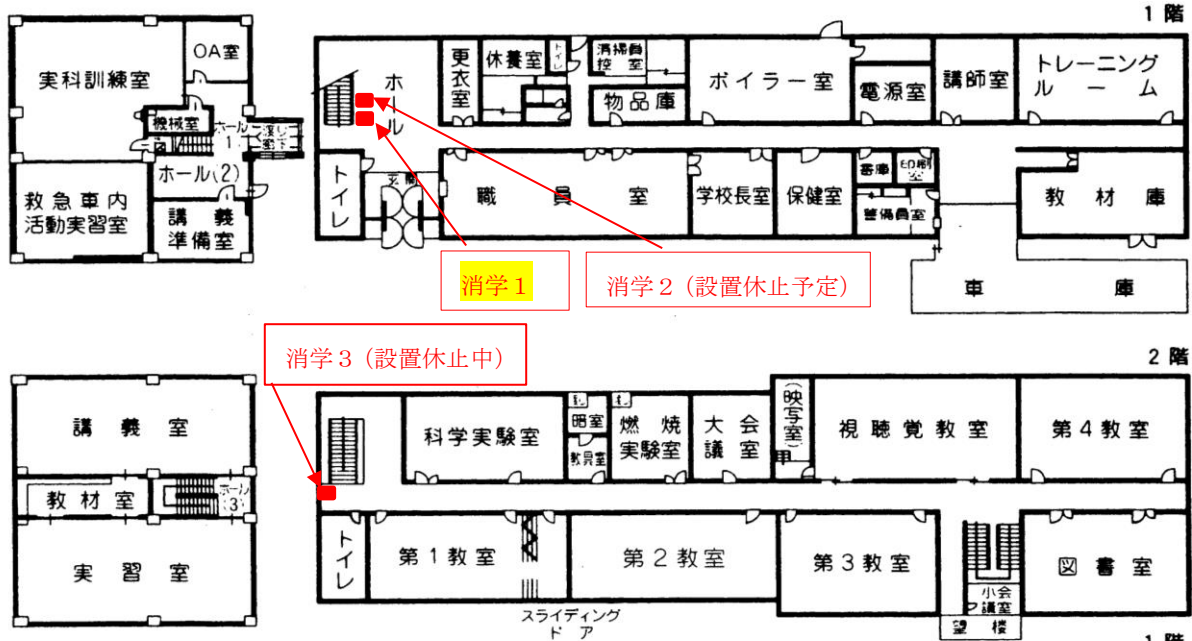 1 階
実科訓練室
OA室
機械室
ホール
1
渡し
廊下
ホール(2)
救急車内
活動実習室
講義
準備室
ホール
更衣室
休養室
トイレ
清掃員
控室
物品庫
ボイラー室
電源室
講師室
トレーニング
ルーム
トイレ
玄関
職員室
学校長室
保健室
書庫
印刷
室
警備員室
教材庫
車庫
消学1
消学2(設置休止予定)
消学3(設置休止中)
2 階
講義室
教材室
ホール
(3)
実習室
科学実験室
暗室
教員室
燃焼
実験室
大会
議室
(映写室)
視聴覚教室
第4教室
トイレ
第1教室
第2教室
第3教室
小会
議室
望楼
図書室
スライディング
ドア
1 階